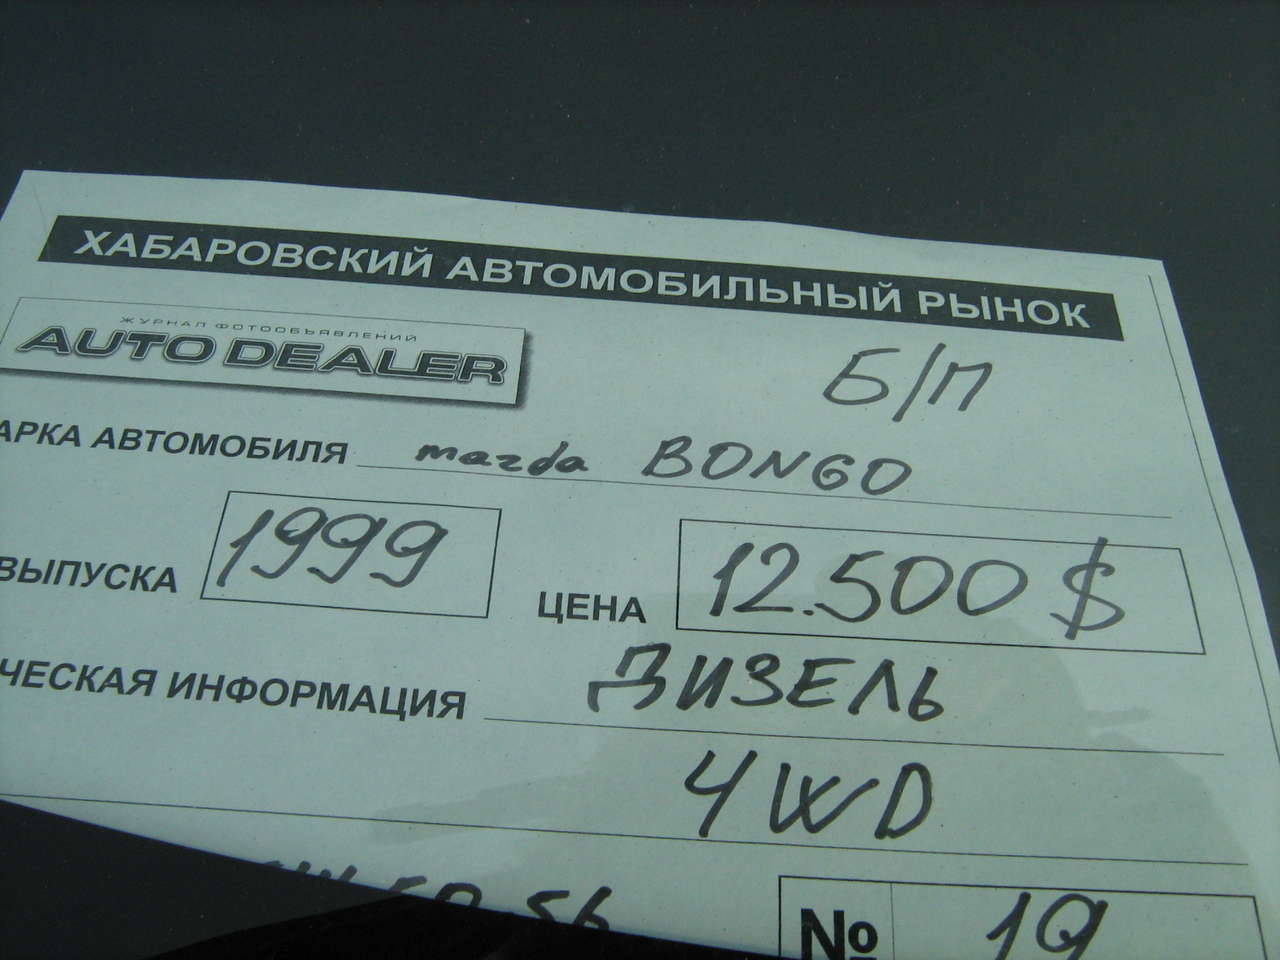 ХАБАРОВСКИЙ АВТОМОБИЛЬНЫЙ РЫНОК
ЖУРНАЛ ФОТООБЪЯВЛЕНИЙ
AUTO DEALER
Б/П
АРКА АВТОМОБИЛЯ mazda BONGO
ВЫПУСКА 1999 ЦЕНА 12.500 $
ЧЕСКАЯ ИНФОРМАЦИЯ ДИЗЕЛЬ
4WD
№ 19